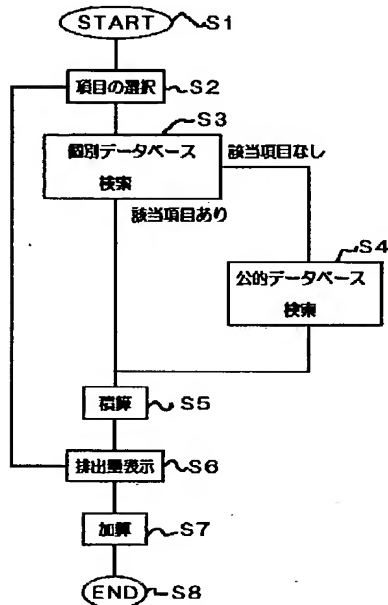 START
S1
項目の選択
S2
S3
個別データベース
検索
該当項目なし
該当項目あり
S4
公的データベース
検索
積算
S5
排出量表示
S6
加算
S7
END
S8